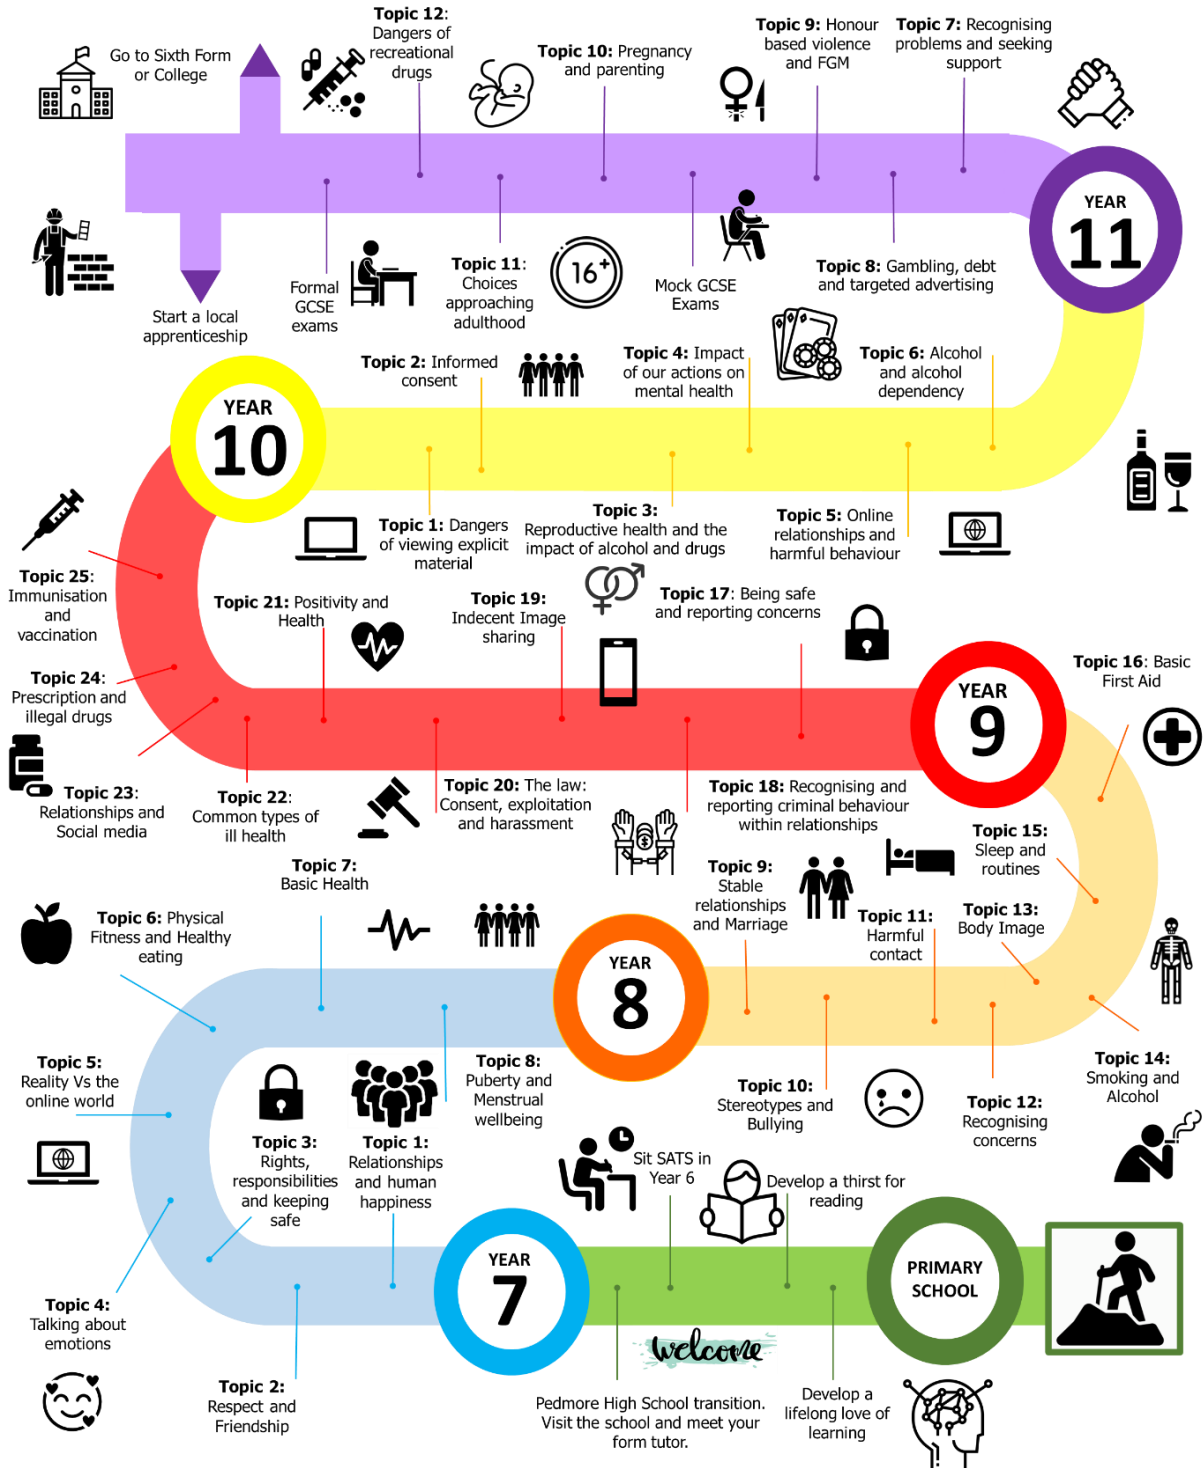 Go to Sixth Form
or College
Topic 12:
Dangers of
recreational
drugs
Topic 10: Pregnancy
and parenting
Topic 9: Honour
based violence
and FGM
Topic 7: Recognising
problems and seeking
support
YEAR
11
Start a local
apprenticeship
Formal
GCSE
exams
Topic 11:
Choices
approaching
adulthood
16+
Mock GCSE
Exams
Topic 8: Gambling, debt
and targeted advertising
Topic 2: Informed
consent
Topic 4: Impact
of our actions on
mental health
Topic 6: Alcohol
and alcohol
dependency
YEAR
10
Topic 1: Dangers
of viewing explicit
material
Topic 3:
Reproductive health and the
impact of alcohol and drugs
Topic 5: Online
relationships and
harmful behaviour
Topic 25:
Immunisation
and
vaccination
Topic 21: Positivity and
Health
Topic 19:
Indecent Image
sharing
Topic 17: Being safe
and reporting concerns
Topic 24:
Prescription and
illegal drugs
YEAR
9
Topic 16: Basic
First Aid
Topic 23:
Relationships and
Social media
Topic 22:
Common types of
ill health
Topic 20: The law:
Consent, exploitation
and harassment
Topic 18: Recognising and
reporting criminal behaviour
within relationships
Topic 15:
Sleep and
routines
Topic 7:
Basic Health
Topic 9:
Stable
relationships
and Marriage
Topic 11:
Harmful
contact
Topic 13:
Body Image
Topic 6: Physical
Fitness and Healthy
eating
YEAR
8
Topic 5:
Reality Vs the
online world
Topic 8:
Puberty and
Menstrual
wellbeing
Topic 10:
Stereotypes and
Bullying
Topic 12:
Recognising
concerns
Topic 14:
Smoking and
Alcohol
Topic 3:
Rights,
responsibilities
and keeping
safe
Topic 1:
Relationships
and human
happiness
Sit SATS in
Year 6
Develop a thirst for
reading
YEAR
7
PRIMARY
SCHOOL
Topic 4:
Talking about
emotions
Topic 2:
Respect and
Friendship
welcome
Pedmore High School transition.
Visit the school and meet your
form tutor.
Develop a
lifelong love of
learning